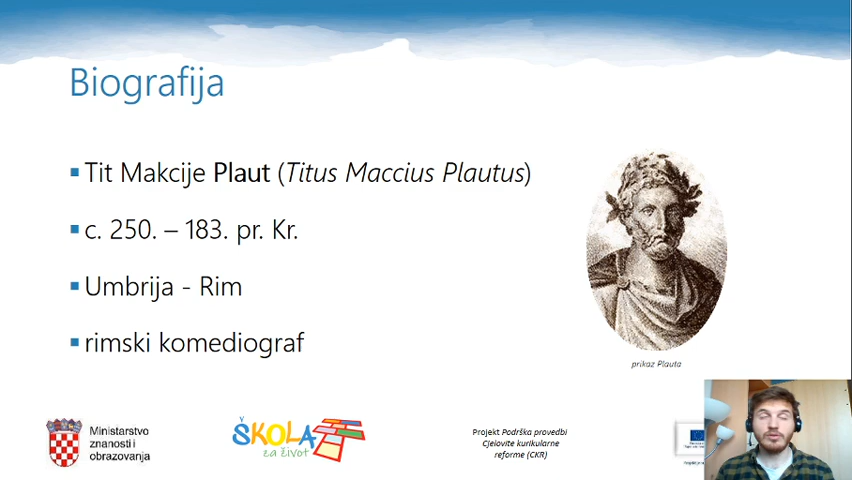 Biografija
Tit Makcije Plaut (Titus Maccius Plautus)
c. 250. – 183. pr. Kr.
Umbrija - Rim
rimski komediograf
prikaz Plauta
Ministarstvo
znanosti i
obrazovanja
ŠKOLA
za život
Projekt Podrška provedbi
Cjelovite kurikularne
reforme (CKR)